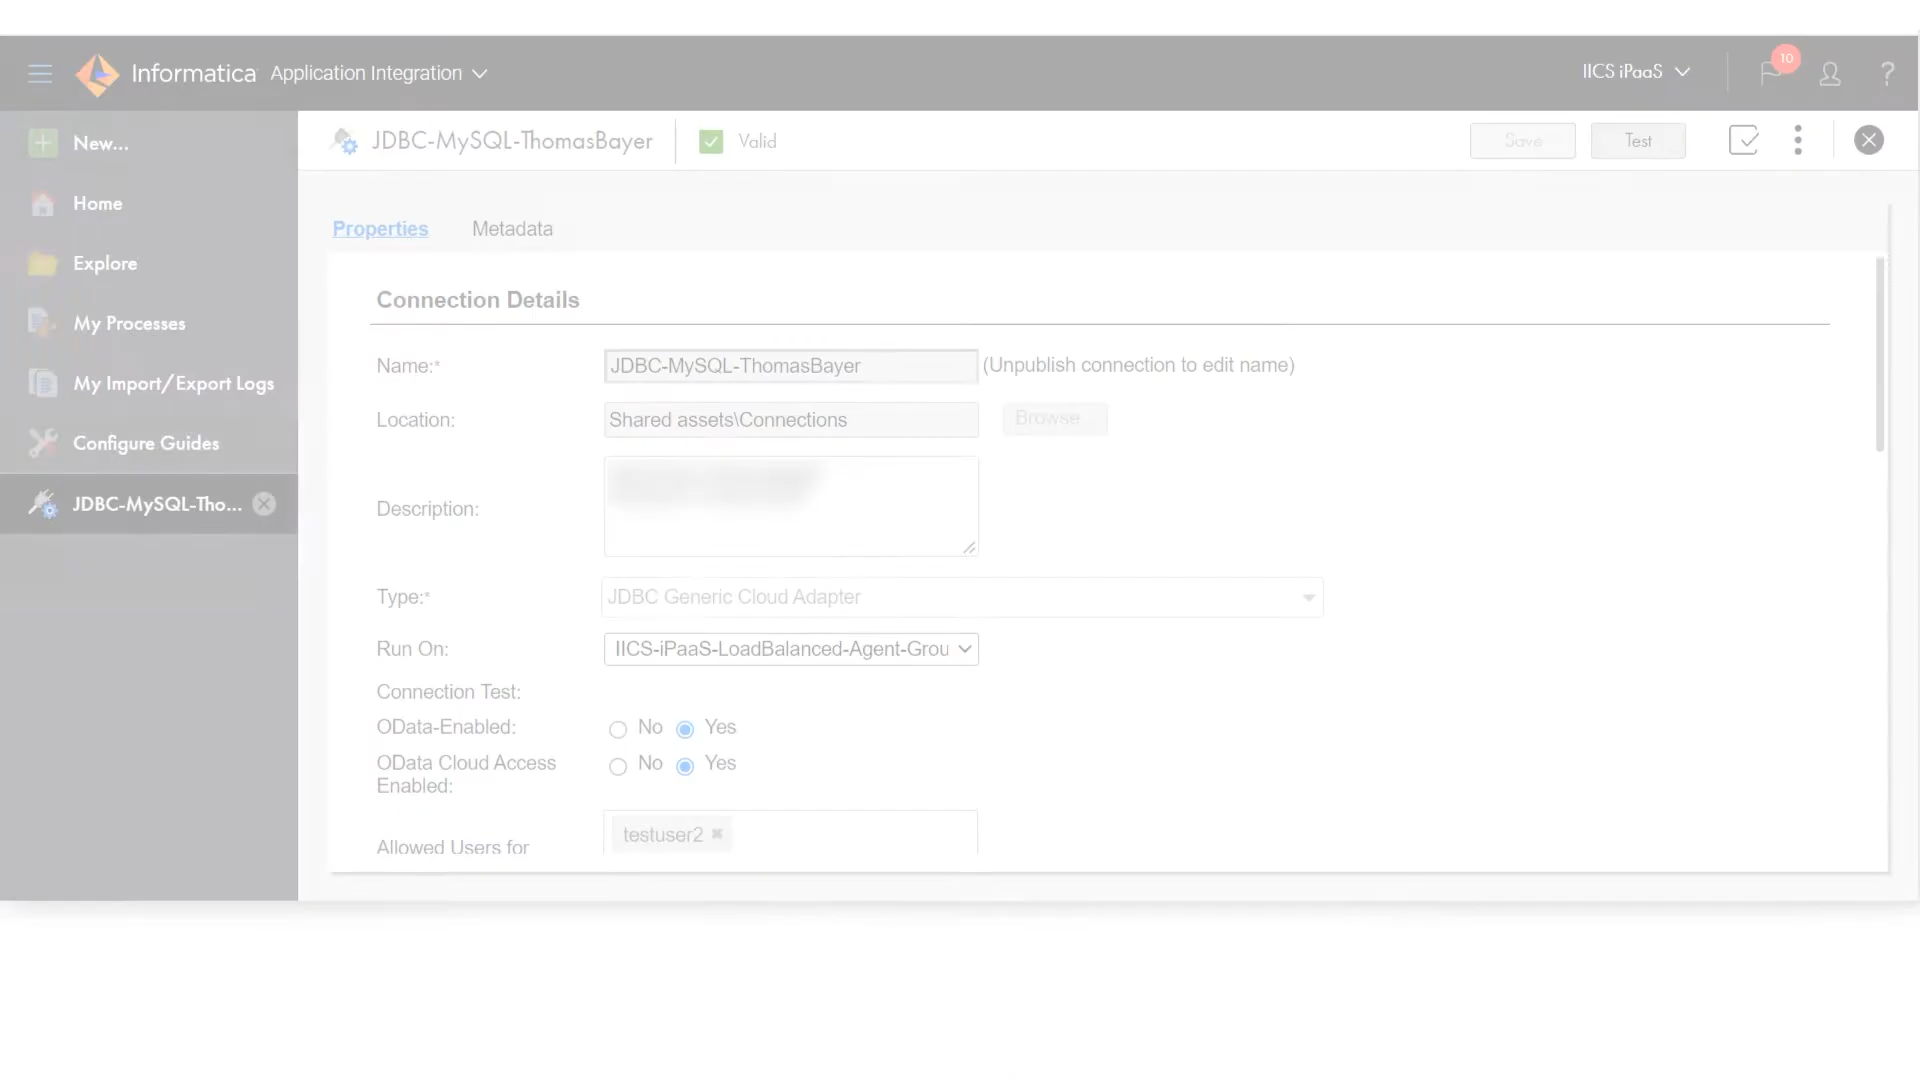 Informatica Application Integration
IICS iPaaS
10
?
New...
Home
Explore
My Processes
My Import/Export Logs
Configure Guides
JDBC-MySQL-Tho...
JDBC-MySQL-ThomasBayer
Valid
Save
Test
Properties
Metadata
Connection Details
Name:*
JDBC-MySQL-ThomasBayer
(Unpublish connection to edit name)
Location:
Shared assets\Connections
Browse
Description:
Type:*
JDBC Generic Cloud Adapter
Run On:
IICS-iPaaS-LoadBalanced-Agent-Grou
Connection Test:
OData-Enabled:
No
Yes
OData Cloud Access
Enabled:
No
Yes
Allowed Users for
testuser2